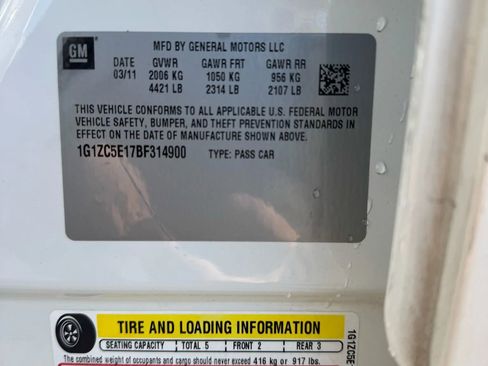 GM
MFD BY GENERAL MOTORS LLC
DATE GVWR GAWR FRT GAWR RR
03/11 2006 KG 1050 KG 956 KG
4421 LB 2314 LB 2107 LB
THIS VEHICLE CONFORMS TO ALL APPLICABLE U.S. FEDERAL MOTOR
VEHICLE SAFETY, BUMPER, AND THEFT PREVENTION STANDARDS IN
EFFECT ON THE DATE OF MANUFACTURE SHOWN ABOVE.
1G1ZC5E17BF314900 TYPE: PASS CAR
TIRE AND LOADING INFORMATION
SEATING CAPACITY TOTAL 5 FRONT 2 REAR 3
The combined weight of occupants and cargo should never exceed 416 kg or 917 lbs.
1G1ZC5E